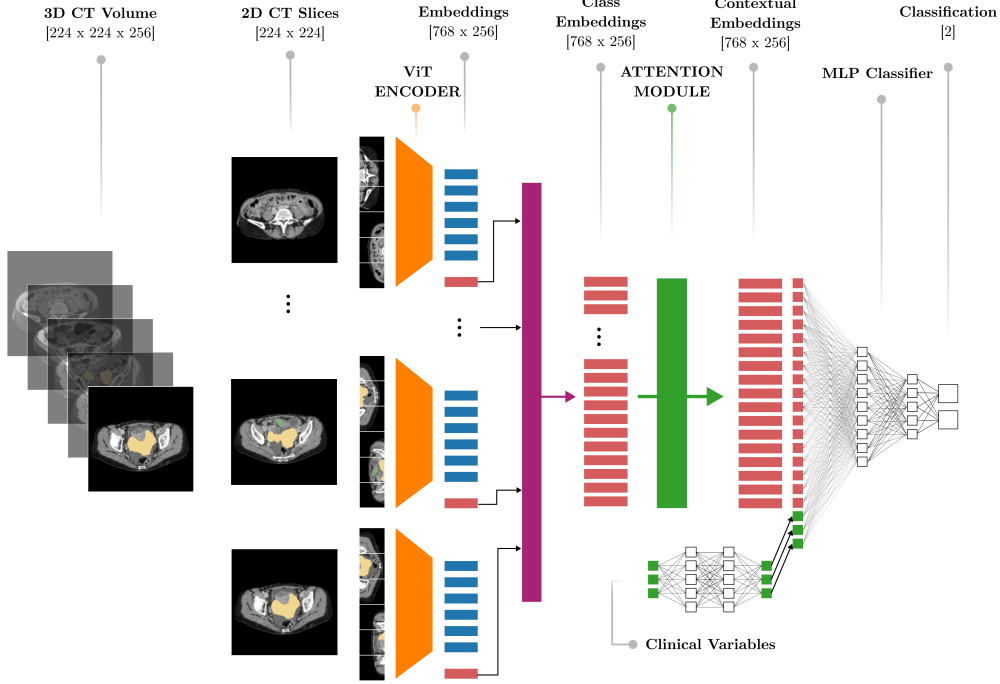 3D CT Volume
[224 x 224 x 256]
2D CT Slices
[224 x 224]
Embeddings
[768 x 256]
Class
Embeddings
[768 x 256]
Contextual
Embeddings
[768 x 256]
Classification
[2]
ViT
ENCODER
ATTENTION
MODULE
MLP Classifier
Clinical Variables